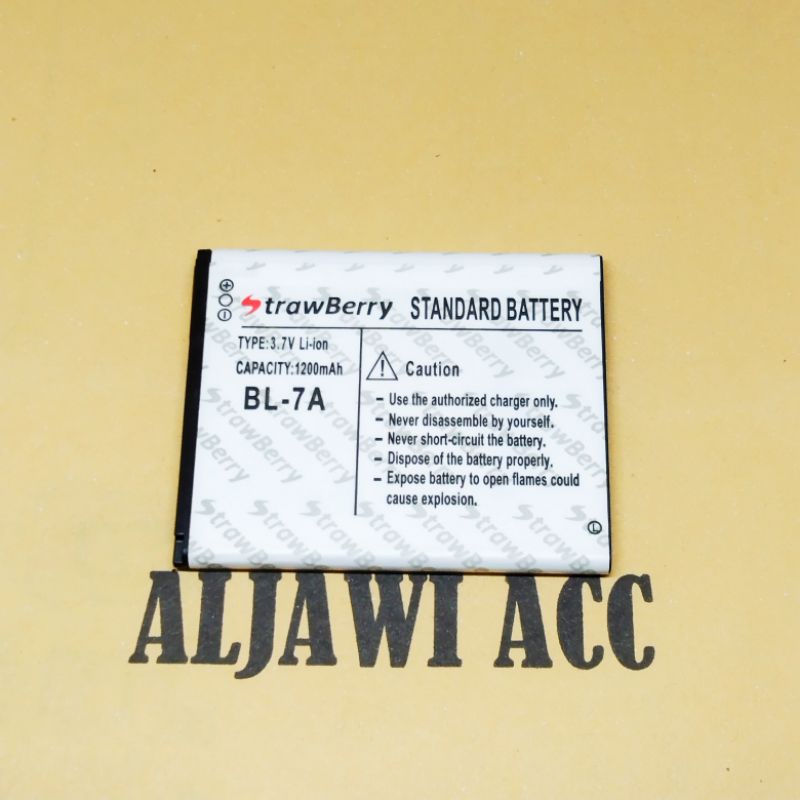 StrawBerry STANDARD BATTERY
TYPE:3.7V Li-ion
CAPACITY:1200mAh
BL-7A
Caution
– Use the authorized charger only.
– Never disassemble by yourself.
– Never short-circuit the battery.
– Dispose of the battery properly.
– Expose battery to open flames could
cause explosion.
L
ALJAWI ACC